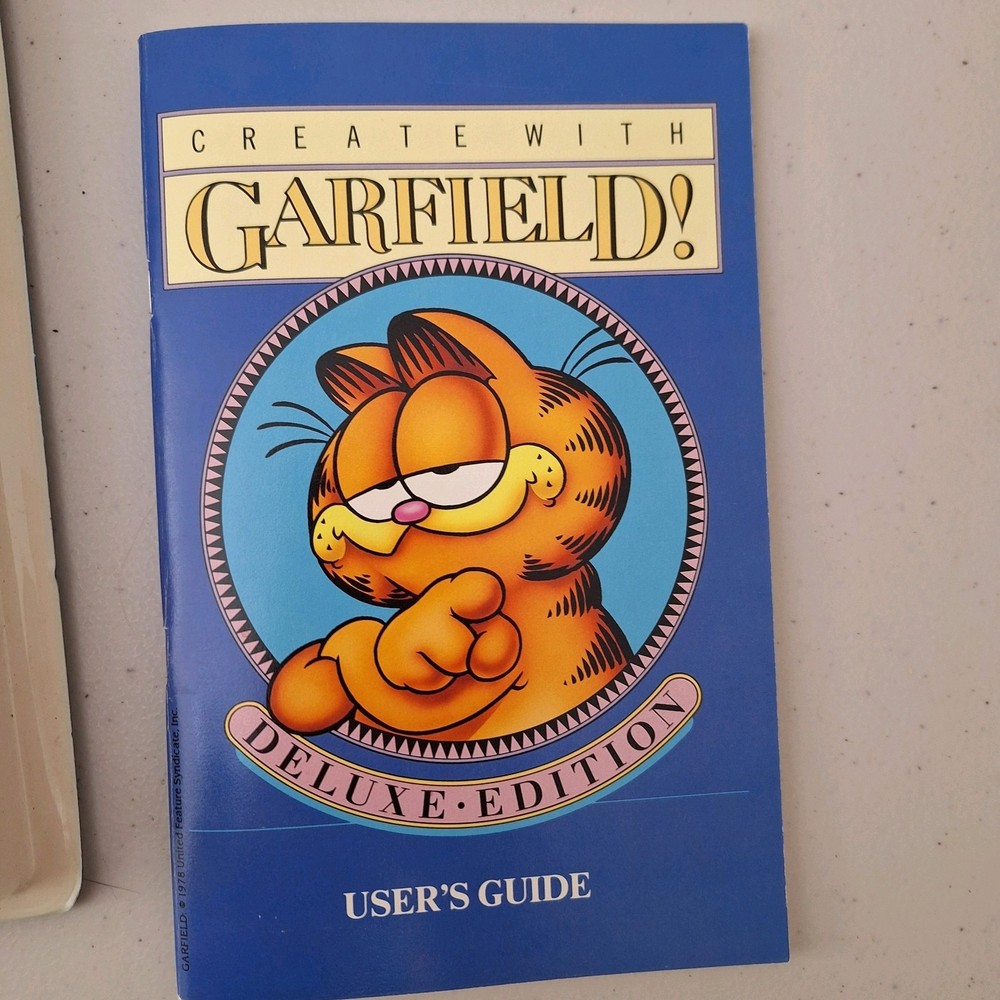 CREATE WITH
GARFIELD!
DELUXE · EDITION
USER'S GUIDE
GARFIELD: © 1978 United Feature Syndicate, Inc.